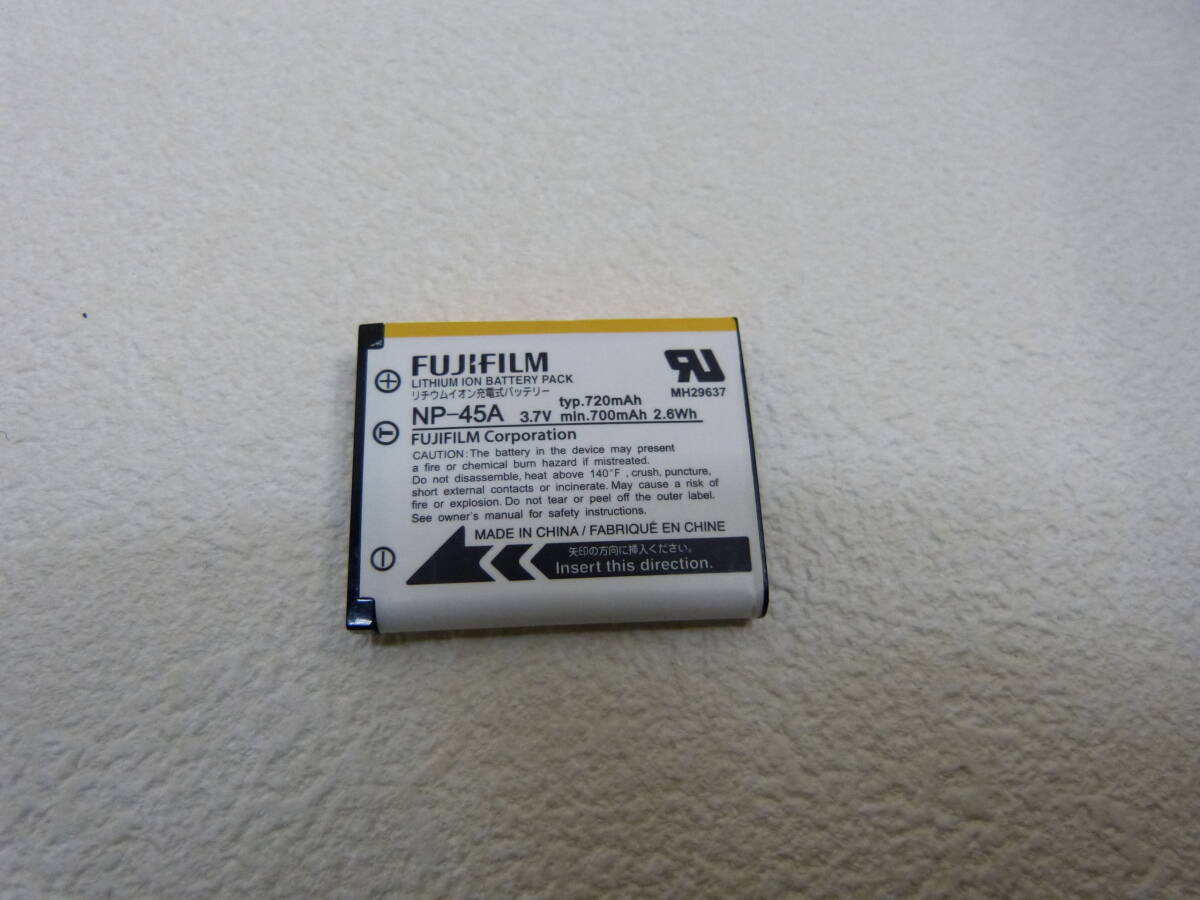 FUJIFILM
LITHIUM ION BATTERY PACK
リチウムイオン充電式バッテリー
NP-45A 3.7V typ.720mAh min.700mAh 2.6Wh
MH29637
FUJIFILM Corporation
CAUTION: The battery in the device may present
a fire or chemical burn hazard if mistreated.
Do not disassemble, heat above 140°F , crush, puncture,
short external contacts or incinerate. May cause a risk of
fire or explosion. Do not tear or peel off the outer label.
See owner's manual for safety instructions.
MADE IN CHINA / FABRIQUÉ EN CHINE
矢印の方向に挿入ください。
Insert this direction.
⊕
T
⊖